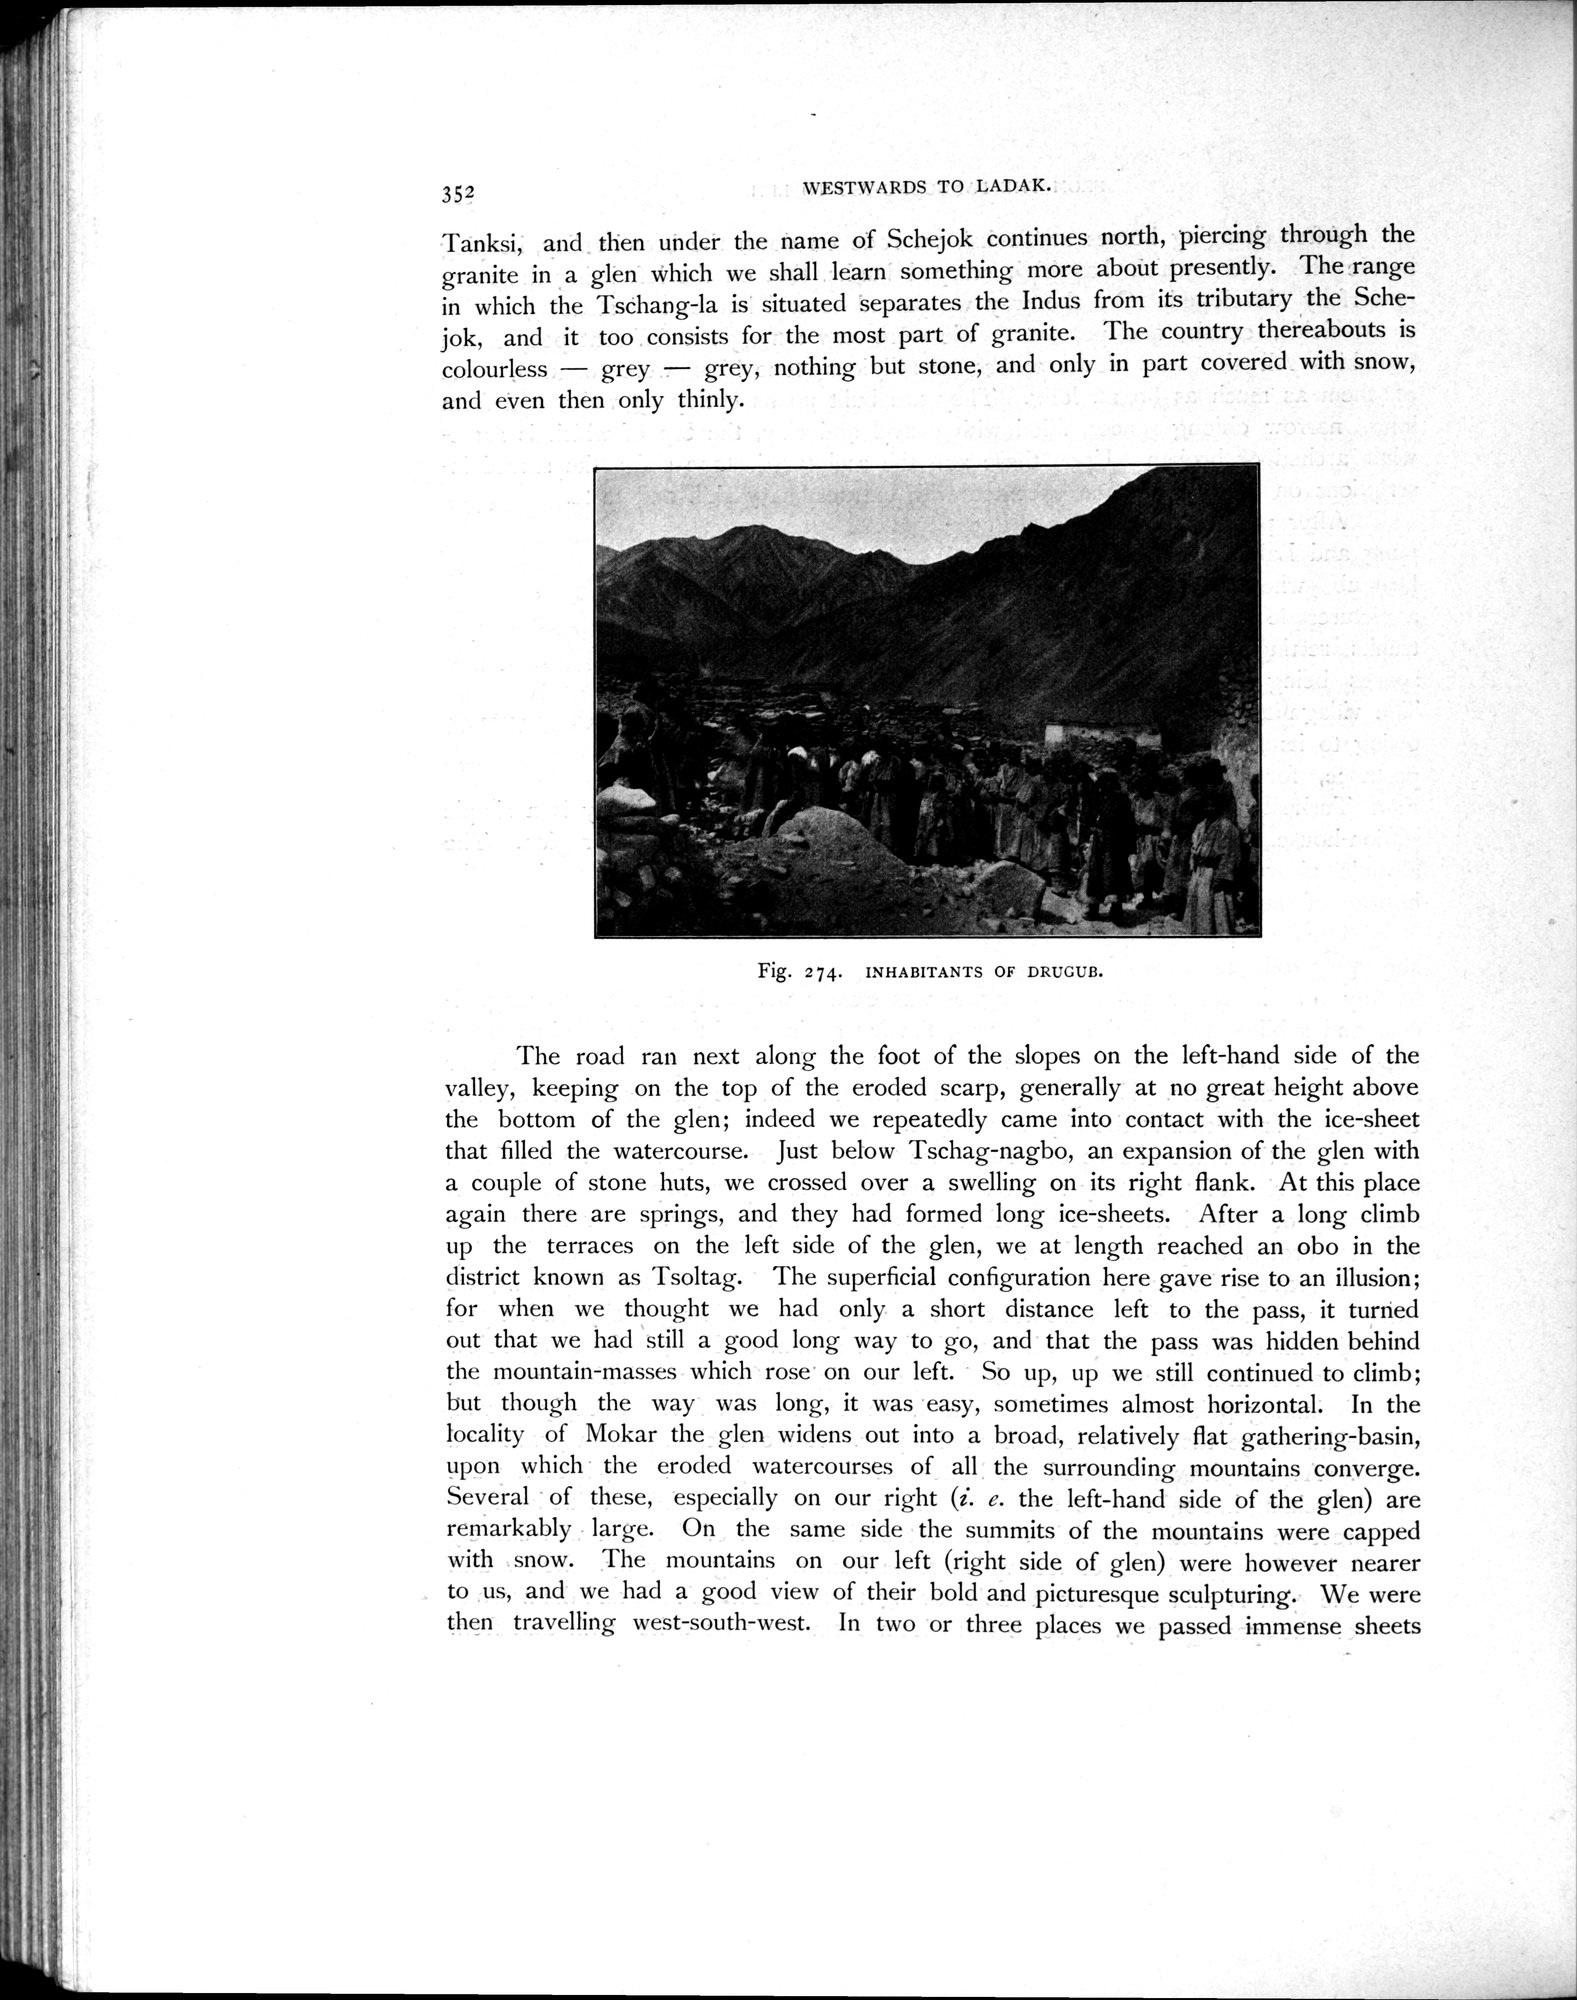 352
WESTWARDS TO LADAK.
Tanksi, and then under the name of Schejok continues north, piercing through the
granite in a glen which we shall learn something more about presently. The range
in which the Tschang-la is situated separates the Indus from its tributary the Sche-
jok, and it too consists for the most part of granite. The country thereabouts is
colourless — grey — grey, nothing but stone, and only in part covered with snow,
and even then only thinly.
Fig. 274. INHABITANTS OF DRUGUB.
The road ran next along the foot of the slopes on the left-hand side of the
valley, keeping on the top of the eroded scarp, generally at no great height above
the bottom of the glen; indeed we repeatedly came into contact with the ice-sheet
that filled the watercourse. Just below Tschag-nagbo, an expansion of the glen with
a couple of stone huts, we crossed over a swelling on its right flank. At this place
again there are springs, and they had formed long ice-sheets. After a long climb
up the terraces on the left side of the glen, we at length reached an obo in the
district known as Tsoltag. The superficial configuration here gave rise to an illusion;
for when we thought we had only a short distance left to the pass, it turned
out that we had still a good long way to go, and that the pass was hidden behind
the mountain-masses which rose on our left. So up, up we still continued to climb;
but though the way was long, it was easy, sometimes almost horizontal. In the
locality of Mokar the glen widens out into a broad, relatively flat gathering-basin,
upon which the eroded watercourses of all the surrounding mountains converge.
Several of these, especially on our right (i. e. the left-hand side of the glen) are
remarkably large. On the same side the summits of the mountains were capped
with snow. The mountains on our left (right side of glen) were however nearer
to us, and we had a good view of their bold and picturesque sculpturing. We were
then travelling west-south-west. In two or three places we passed immense sheets